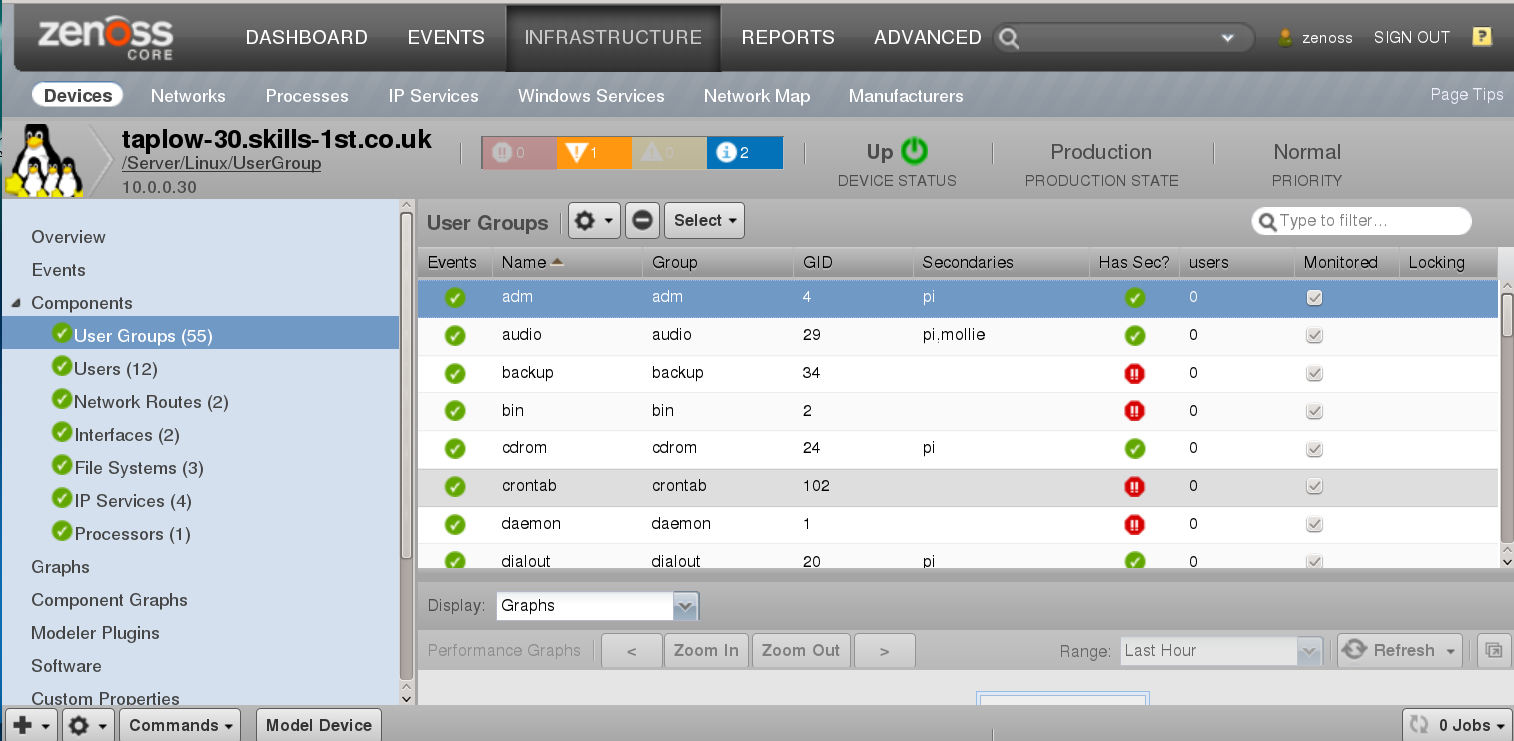 zenoss CORE DASHBOARD EVENTS INFRASTRUCTURE REPORTS ADVANCED zenoss SIGN OUT ?
Devices Networks Processes IP Services Windows Services Network Map Manufacturers Page Tips
taplow-30.skills-1st.co.uk
/Server/Linux/UserGroup
10.0.0.30
0 1 0 2
Up
DEVICE STATUS
Production
PRODUCTION STATE
Normal
PRIORITY
Overview
Events
Components
User Groups (55)
Users (12)
Network Routes (2)
Interfaces (2)
File Systems (3)
IP Services (4)
Processors (1)
Graphs
Component Graphs
Modeler Plugins
Software
Custom Properties
User Groups Select Type to filter...
Events Name Group GID Secondaries Has Sec? users Monitored Locking
adm adm 4 pi 0
audio audio 29 pi,mollie 0
backup backup 34 0
bin bin 2 0
cdrom cdrom 24 pi 0
crontab crontab 102 0
daemon daemon 1 0
dialout dialout 20 pi 0
Display: Graphs
Performance Graphs < Zoom In Zoom Out > Range: Last Hour Refresh
Commands Model Device 0 Jobs